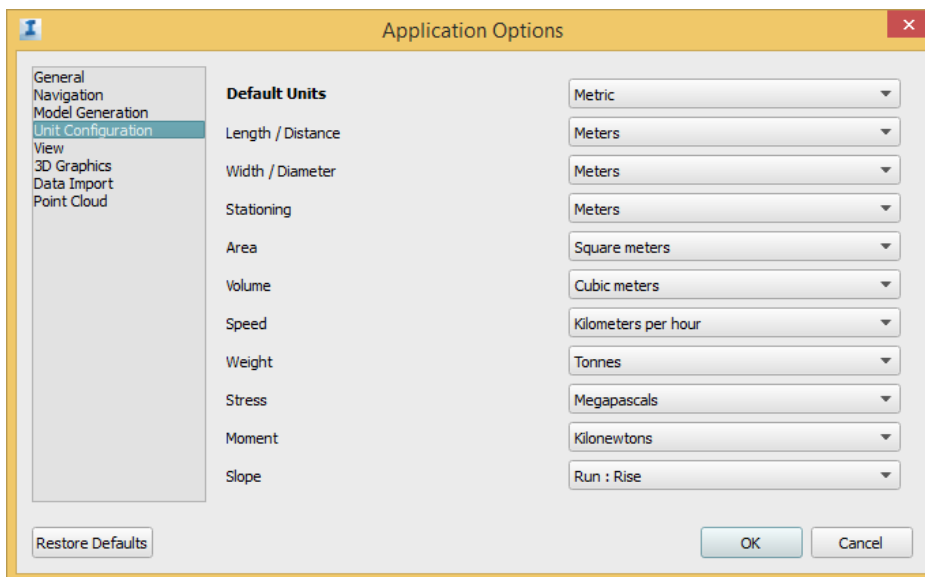 Application Options
General
Navigation
Model Generation
Unit Configuration
View
3D Graphics
Data Import
Point Cloud
Default Units Metric
Length / Distance Meters
Width / Diameter Meters
Stationing Meters
Area Square meters
Volume Cubic meters
Speed Kilometers per hour
Weight Tonnes
Stress Megapascals
Moment Kilonewtons
Slope Run : Rise
Restore Defaults OK Cancel